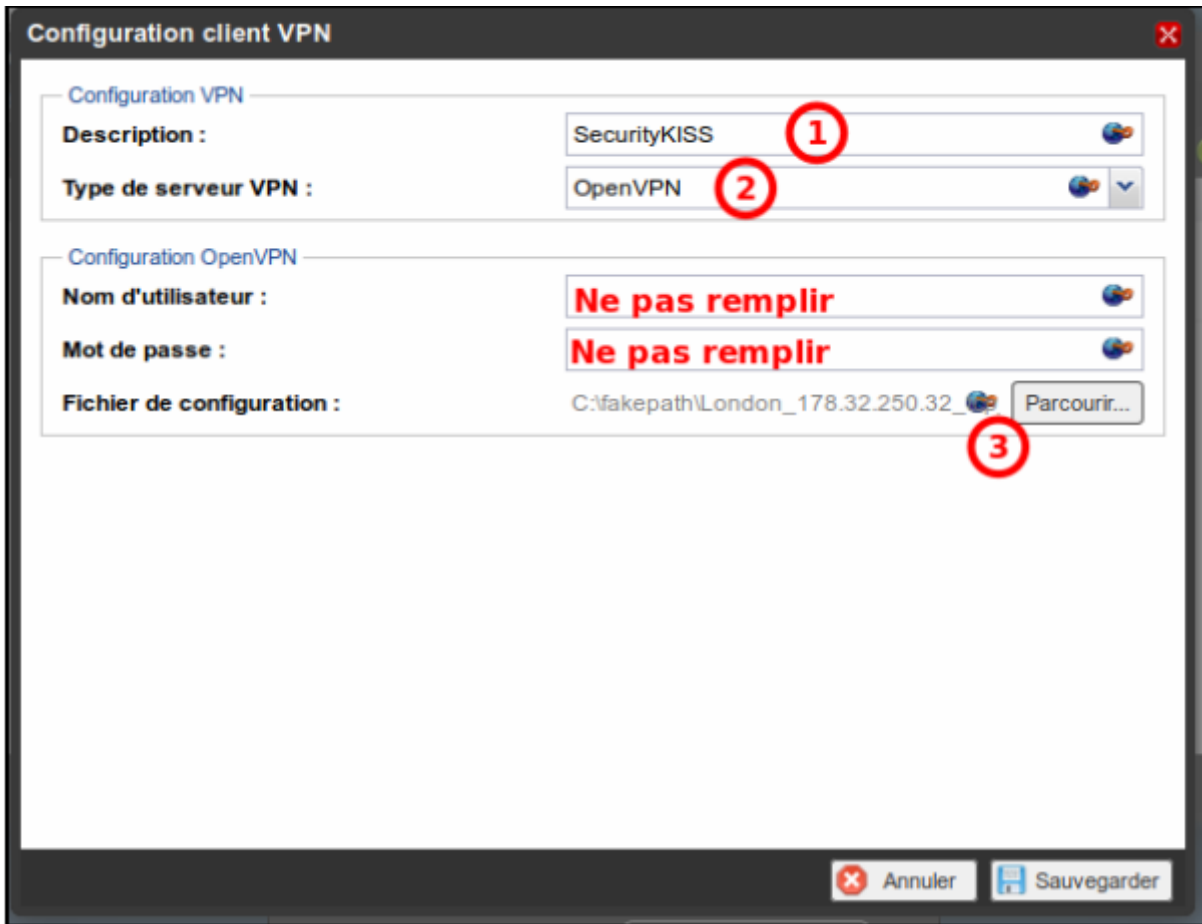 Configuration client VPN
Configuration VPN
Description : SecurityKISS 1
Type de serveur VPN : OpenVPN 2
Configuration OpenVPN
Nom d'utilisateur : Ne pas remplir
Mot de passe : Ne pas remplir
Fichier de configuration : C:\fakepath\London_178.32.250.32_ Parcourir...
3
Annuler Sauvegarder